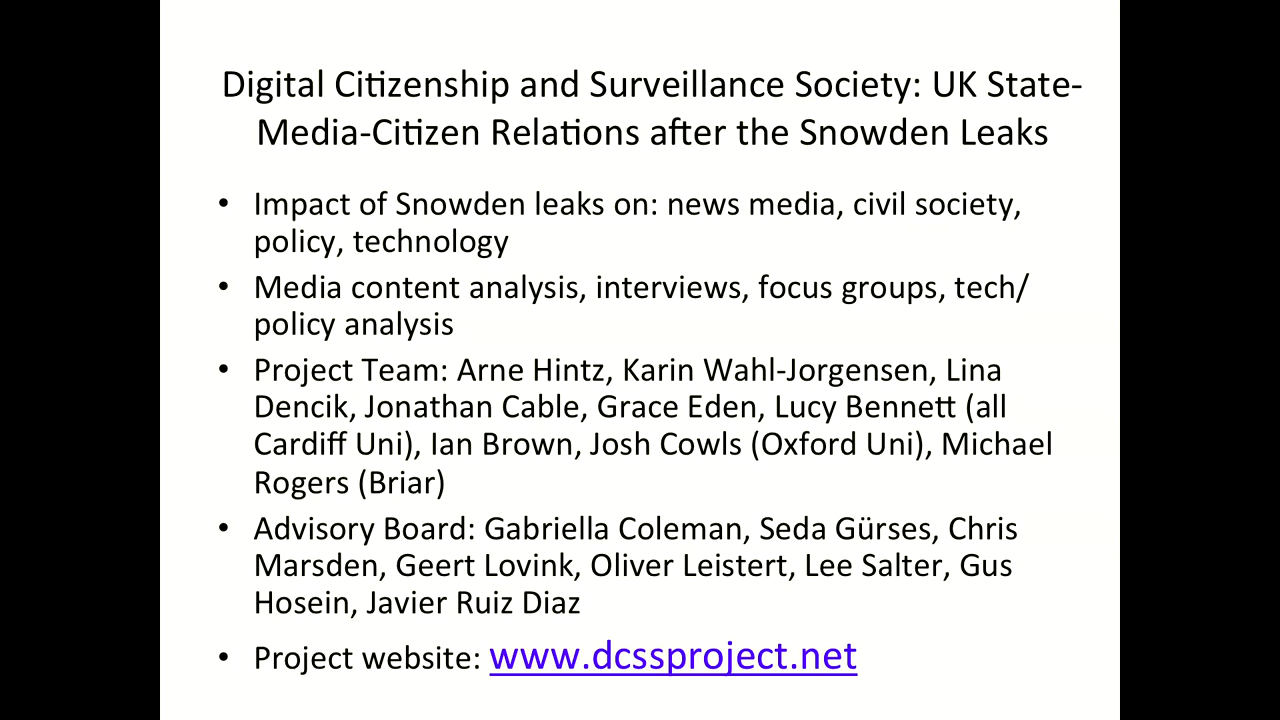 Digital Citizenship and Surveillance Society: UK State-
Media-Citizen Relations after the Snowden Leaks
• Impact of Snowden leaks on: news media, civil society,
policy, technology
• Media content analysis, interviews, focus groups, tech/
policy analysis
• Project Team: Arne Hintz, Karin Wahl-Jorgensen, Lina
Dencik, Jonathan Cable, Grace Eden, Lucy Bennett (all
Cardiff Uni), Ian Brown, Josh Cowls (Oxford Uni), Michael
Rogers (Briar)
• Advisory Board: Gabriella Coleman, Seda Gürses, Chris
Marsden, Geert Lovink, Oliver Leistert, Lee Salter, Gus
Hosein, Javier Ruiz Diaz
• Project website: www.dcssproject.net